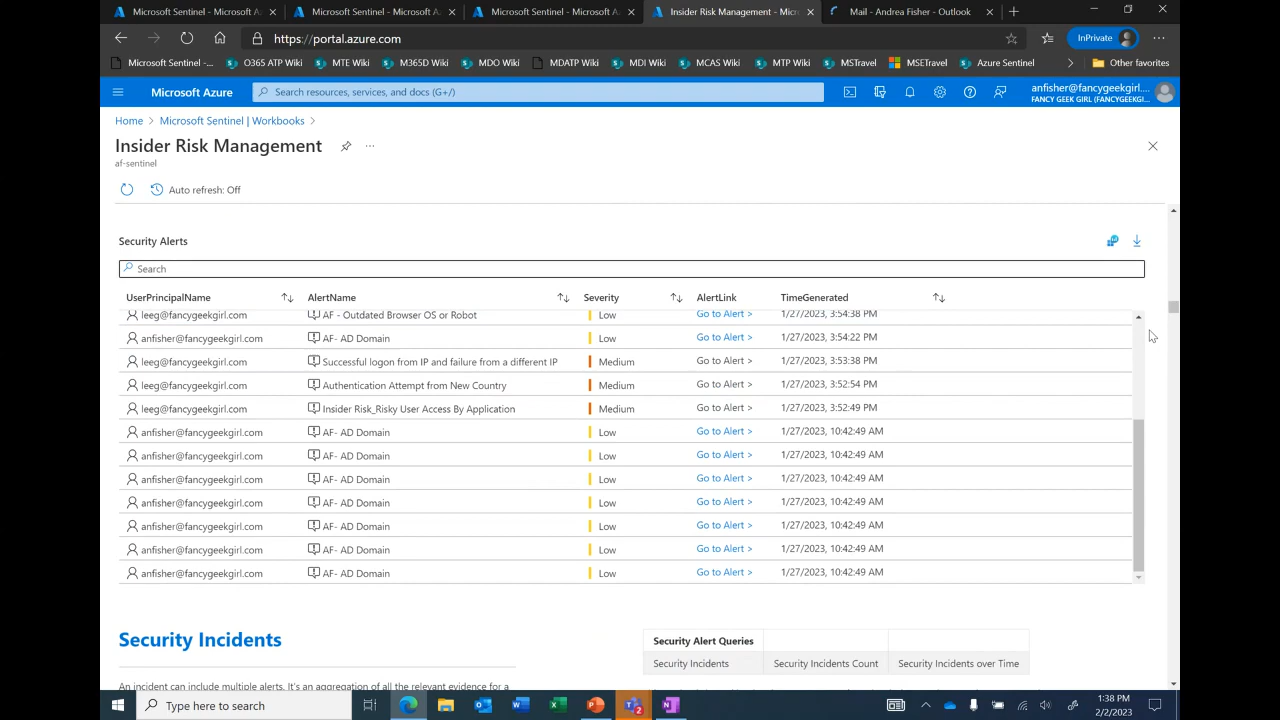 Microsoft Sentinel - Microsoft A
Microsoft Sentinel - Microsoft A
Microsoft Sentinel - Microsoft A
Insider Risk Management - Micr
Mail - Andrea Fisher - Outlook
https://portal.azure.com
InPrivate
Microsoft Sentinel -...
O365 ATP Wiki
MTE Wiki
M365D Wiki
MDO Wiki
MDATP Wiki
MDI Wiki
MCAS Wiki
MTP Wiki
MSTravel
MSETravel
Azure Sentinel
Other favorites
Microsoft Azure
Search resources, services, and docs (G+/)
anfisher@fancygeekgirl....
FANCY GEEK GIRL (FANCYGEEKGI...
Home > Microsoft Sentinel | Workbooks >
Insider Risk Management
...
af-sentinel
Auto refresh: Off
Security Alerts
Search
UserPrincipalName AlertName Severity AlertLink TimeGenerated
leeg@fancygeekgirl.com AF - Outdated Browser OS or Robot Low Go to Alert > 1/27/2023, 3:54:38 PM
anfisher@fancygeekgirl.com AF- AD Domain Low Go to Alert > 1/27/2023, 3:54:22 PM
leeg@fancygeekgirl.com Successful logon from IP and failure from a different IP Medium Go to Alert > 1/27/2023, 3:53:38 PM
leeg@fancygeekgirl.com Authentication Attempt from New Country Medium Go to Alert > 1/27/2023, 3:52:54 PM
leeg@fancygeekgirl.com Insider Risk_Risky User Access By Application Medium Go to Alert > 1/27/2023, 3:52:49 PM
anfisher@fancygeekgirl.com AF- AD Domain Low Go to Alert > 1/27/2023, 10:42:49 AM
anfisher@fancygeekgirl.com AF- AD Domain Low Go to Alert > 1/27/2023, 10:42:49 AM
anfisher@fancygeekgirl.com AF- AD Domain Low Go to Alert > 1/27/2023, 10:42:49 AM
anfisher@fancygeekgirl.com AF- AD Domain Low Go to Alert > 1/27/2023, 10:42:49 AM
anfisher@fancygeekgirl.com AF- AD Domain Low Go to Alert > 1/27/2023, 10:42:49 AM
anfisher@fancygeekgirl.com AF- AD Domain Low Go to Alert > 1/27/2023, 10:42:49 AM
anfisher@fancygeekgirl.com AF- AD Domain Low Go to Alert > 1/27/2023, 10:42:49 AM
Security Incidents
An incident can include multiple alerts. It's an aggregation of all the relevant evidence for a
Security Alert Queries
Security Incidents Security Incidents Count Security Incidents over Time
Type here to search
2
1:38 PM
2/2/2023